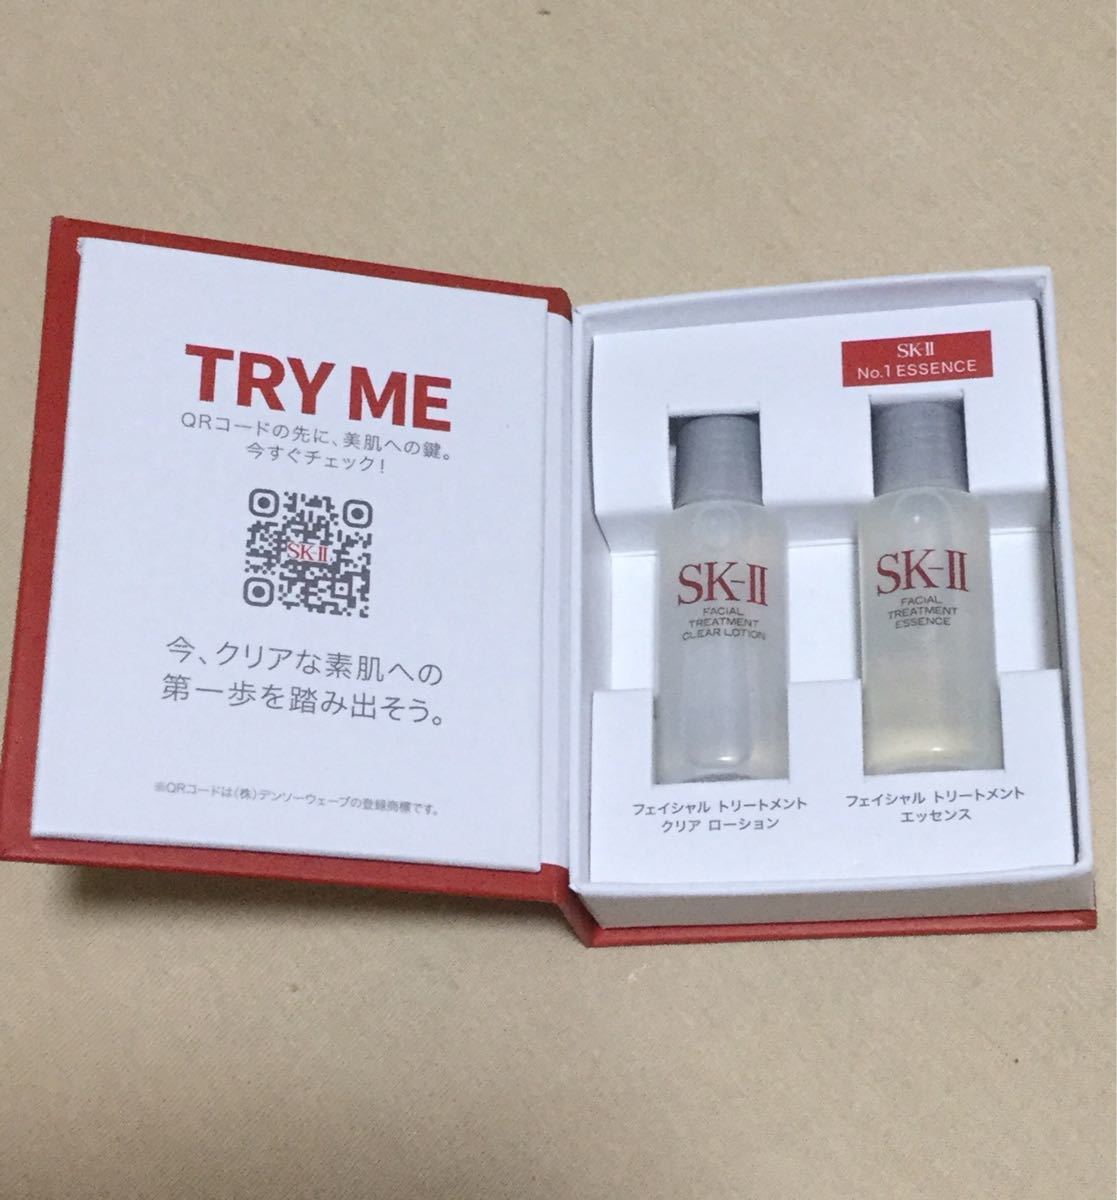 TRY ME
QRコードの先に、美肌への鍵。
今すぐチェック!
SK-II
今、クリアな素肌への
第一歩を踏み出そう。
※QRコードは(株)デンソーウェーブの登録商標です。
SK-II
No.1 ESSENCE
SK-II
FACIAL
TREATMENT
CLEAR LOTION
SK-II
FACIAL
TREATMENT
ESSENCE
フェイシャル トリートメント
クリア ローション
フェイシャル トリートメント
エッセンス